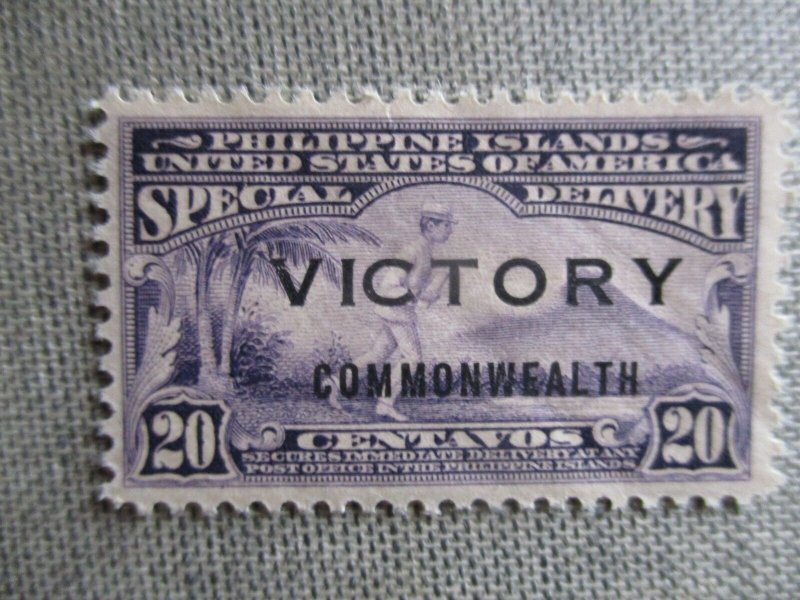 PHILIPPINE ISLANDS
UNITED STATES OF AMERICA
SPECIAL DELIVERY
VICTORY
COMMONWEALTH
20 CENTAVOS 20
SECURES IMMEDIATE DELIVERY AT ANY
POST OFFICE IN THE PHILIPPINE ISLANDS